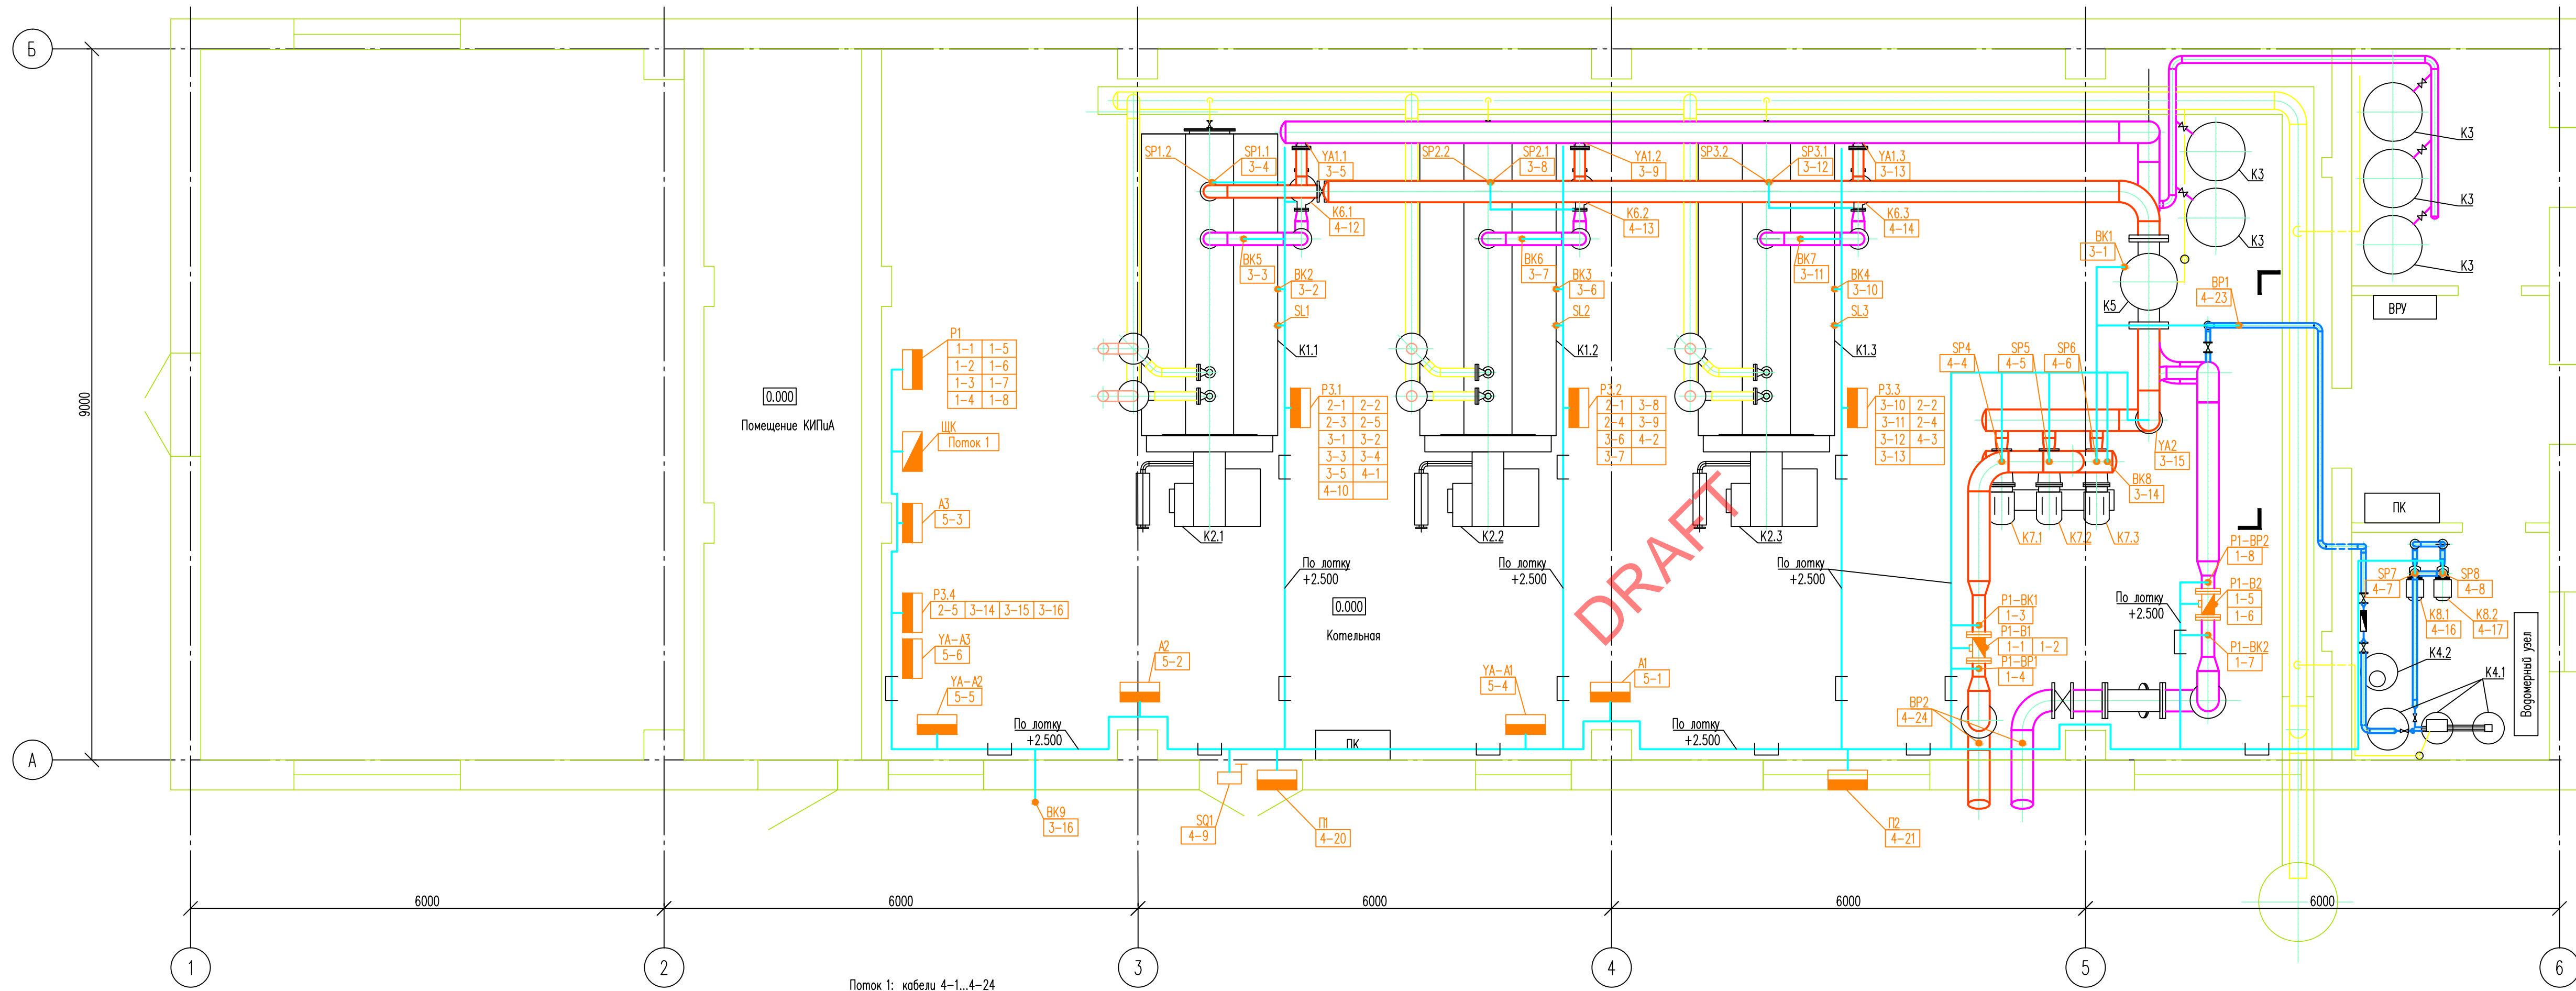 Б
А
9000
6000
6000
6000
6000
6000
1
2
3
4
5
6
0.000
Помещение КИПиА
P1
1-1 1-5
1-2 1-6
1-3 1-7
1-4 1-8
ЩК
Поток 1
A3
5-3
P3.4
2-5 3-14 3-15 3-16
YA-A3
5-6
YA-A2
5-5
По лотку
+2.500
BK9
3-16
SP1.2
SP1.1
3-4
YA1.1
3-5
K6.1
4-12
BK5
3-3
BK2
3-2
SL1
K1.1
P3.1
2-1 2-2
2-3 2-5
3-1 3-2
3-3 3-4
3-5 4-1
4-10
K2.1
По лотку
+2.500
0.000
Котельная
A2
5-2
SQ1
4-9
П1
4-20
ПК
SP2.2
SP2.1
3-8
YA1.2
3-9
K6.2
4-13
BK6
3-7
BK3
3-6
SL2
K1.2
P3.2
2-1 3-8
2-4 3-9
3-6 4-2
3-7
K2.2
По лотку
+2.500
YA-A1
5-4
A1
5-1
По лотку
+2.500
DRAFT
SP3.2
SP3.1
3-12
YA1.3
3-13
K6.3
4-14
BK7
3-11
BK4
3-10
SL3
K1.3
P3.3
3-10 2-2
3-11 2-4
3-12 4-3
3-13
K2.3
По лотку
+2.500
П2
4-21
BP2
4-24
SP4
4-4
SP5
4-5
SP6
4-6
BK1
3-1
K5
BP1
4-23
YA2
3-15
BK8
3-14
K7.1
K7.2
K7.3
P1-BK1
1-3
P1-B1
1-1 1-2
P1-BP1
1-4
По лотку
+2.500
P1-BP2
1-8
P1-B2
1-5
1-6
P1-BK2
1-7
K3
K3
K3
K3
K3
ВРУ
ПК
SP7
4-7
SP8
4-8
K8.1
4-16
K8.2
4-17
K4.2
K4.1
Водомерный узел
Поток 1: кабели 4-1...4-24